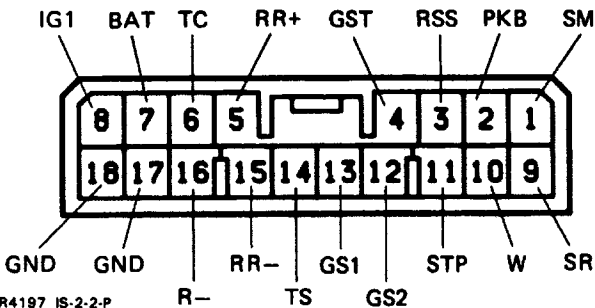 IG1 BAT TC RR+ GST RSS PKB SM
8 7 6 5 4 3 2 1
18 17 16 15 14 13 12 11 10 9
GND GND RR− GS1 STP W SR
R4197 IS-2-2-P R− TS GS2